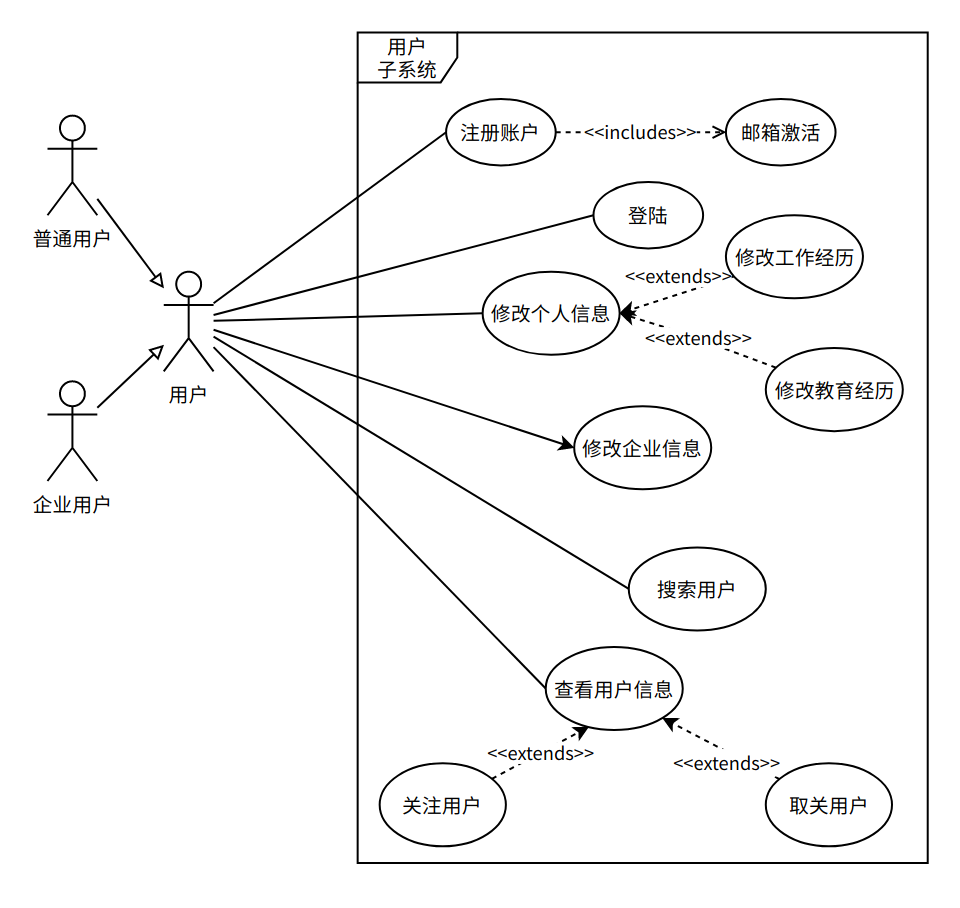 用户
子系统
注册账户
<<includes>>
邮箱激活
普通用户
登陆
修改工作经历
<<extends>>
修改个人信息
<<extends>>
用户
修改教育经历
修改企业信息
企业用户
搜索用户
查看用户信息
<<extends>>
<<extends>>
关注用户
取关用户